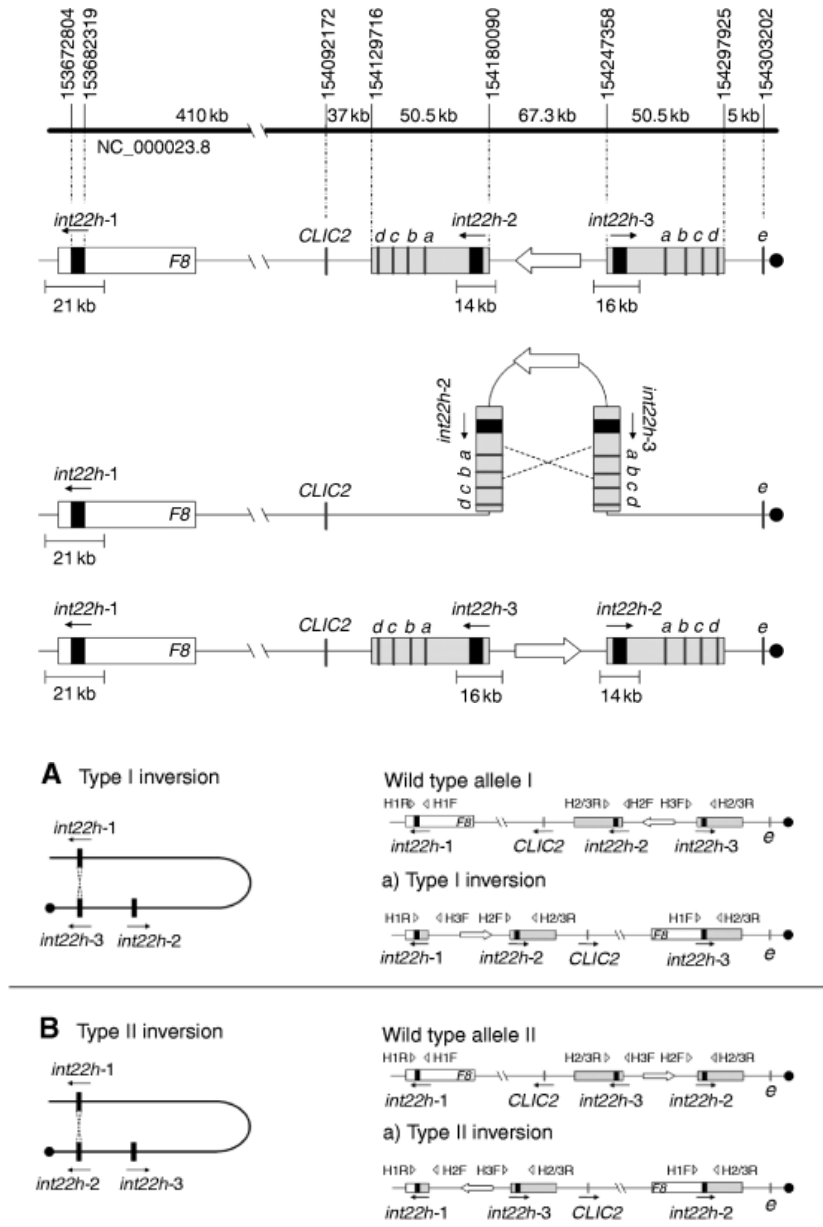 153672804
153682319
154092172
154129716
154180090
154247358
154297925
154303202
410 kb 37 kb 50.5 kb 67.3 kb 50.5 kb 5 kb
NC_000023.8
int22h-1 int22h-2 int22h-3
CLIC2 d c b a a b c d e
F8
21 kb 14 kb 16 kb
int22h-2 int22h-3
a b c d a b c d
int22h-1 CLIC2 e
F8
21 kb
int22h-1 int22h-3 int22h-2
CLIC2 d c b a a b c d e
F8
21 kb 16 kb 14 kb
A Type I inversion
int22h-1
int22h-3 int22h-2
Wild type allele I
H1R H1F H2/3R H2F H3F H2/3R
F8
int22h-1 CLIC2 int22h-2 int22h-3 e
a) Type I inversion
H1R H3F H2F H2/3R H1F H2/3R
F8
int22h-1 int22h-2 CLIC2 int22h-3 e
B Type II inversion
int22h-1
int22h-2 int22h-3
Wild type allele II
H1R H1F H2/3R H3F H2F H2/3R
F8
int22h-1 CLIC2 int22h-3 int22h-2 e
a) Type II inversion
H1R H2F H3F H2/3R H1F H2/3R
F8
int22h-1 int22h-3 CLIC2 int22h-2 e